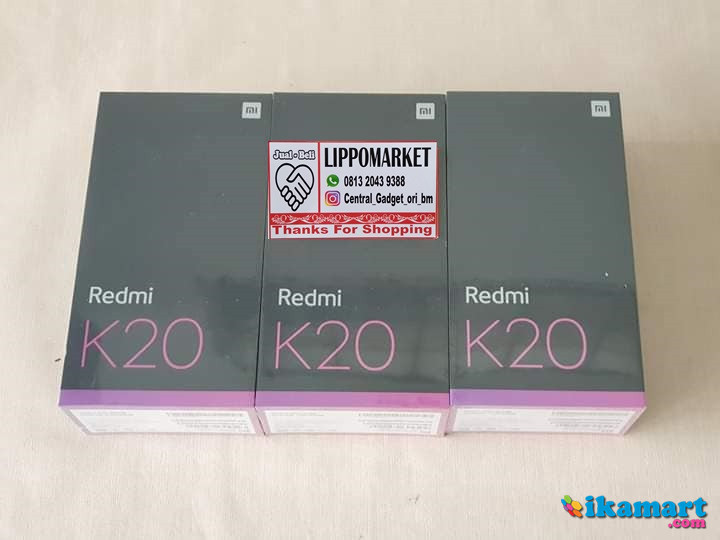 mi
mi
mi
Jual - Beli
LIPPOMARKET
0813 2043 9388
Central_Gadget_ori_bm
Thanks For Shopping
Redmi
K20
Redmi
K20
Redmi
K20
ikamart.com